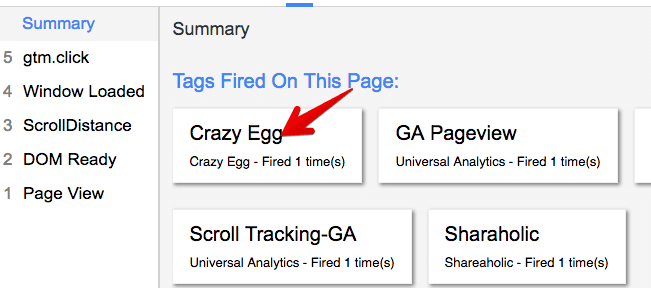 Summary
5 gtm.click
4 Window Loaded
3 ScrollDistance
2 DOM Ready
1 Page View
Summary
Tags Fired On This Page:
Crazy Egg
Crazy Egg - Fired 1 time(s)
GA Pageview
Universal Analytics - Fired 1 time(s)
Scroll Tracking-GA
Universal Analytics - Fired 1 time(s)
Sharaholic
Shareaholic - Fired 1 time(s)